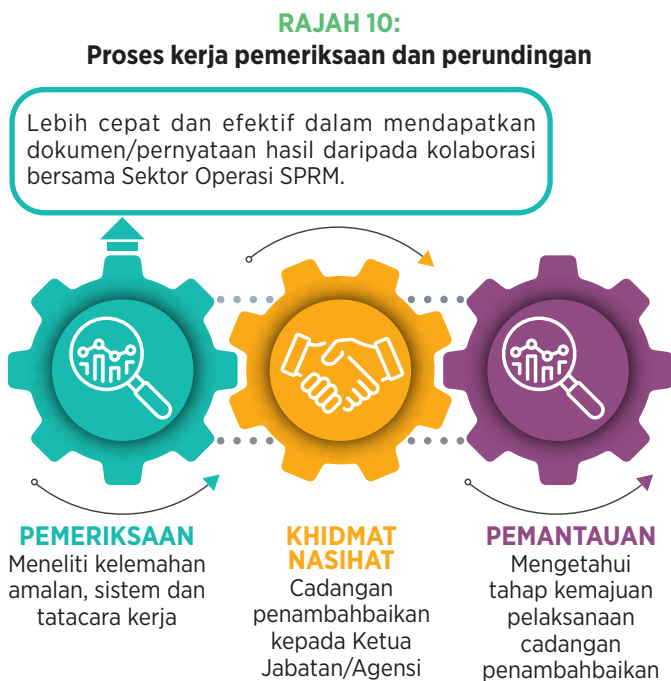 RAJAH 10:
Proses kerja pemeriksaan dan perundingan
Lebih cepat dan efektif dalam mendapatkan
dokumen/pernyataan hasil daripada kolaborasi
bersama Sektor Operasi SPRM.
PEMERIKSAAN
Meneliti kelemahan
amalan, sistem dan
tatacara kerja
KHIDMAT
NASIHAT
Cadangan
penambahbaikan
kepada Ketua
Jabatan/Agensi
PEMANTAUAN
Mengetahui
tahap kemajuan
pelaksanaan
cadangan
penambahbaikan